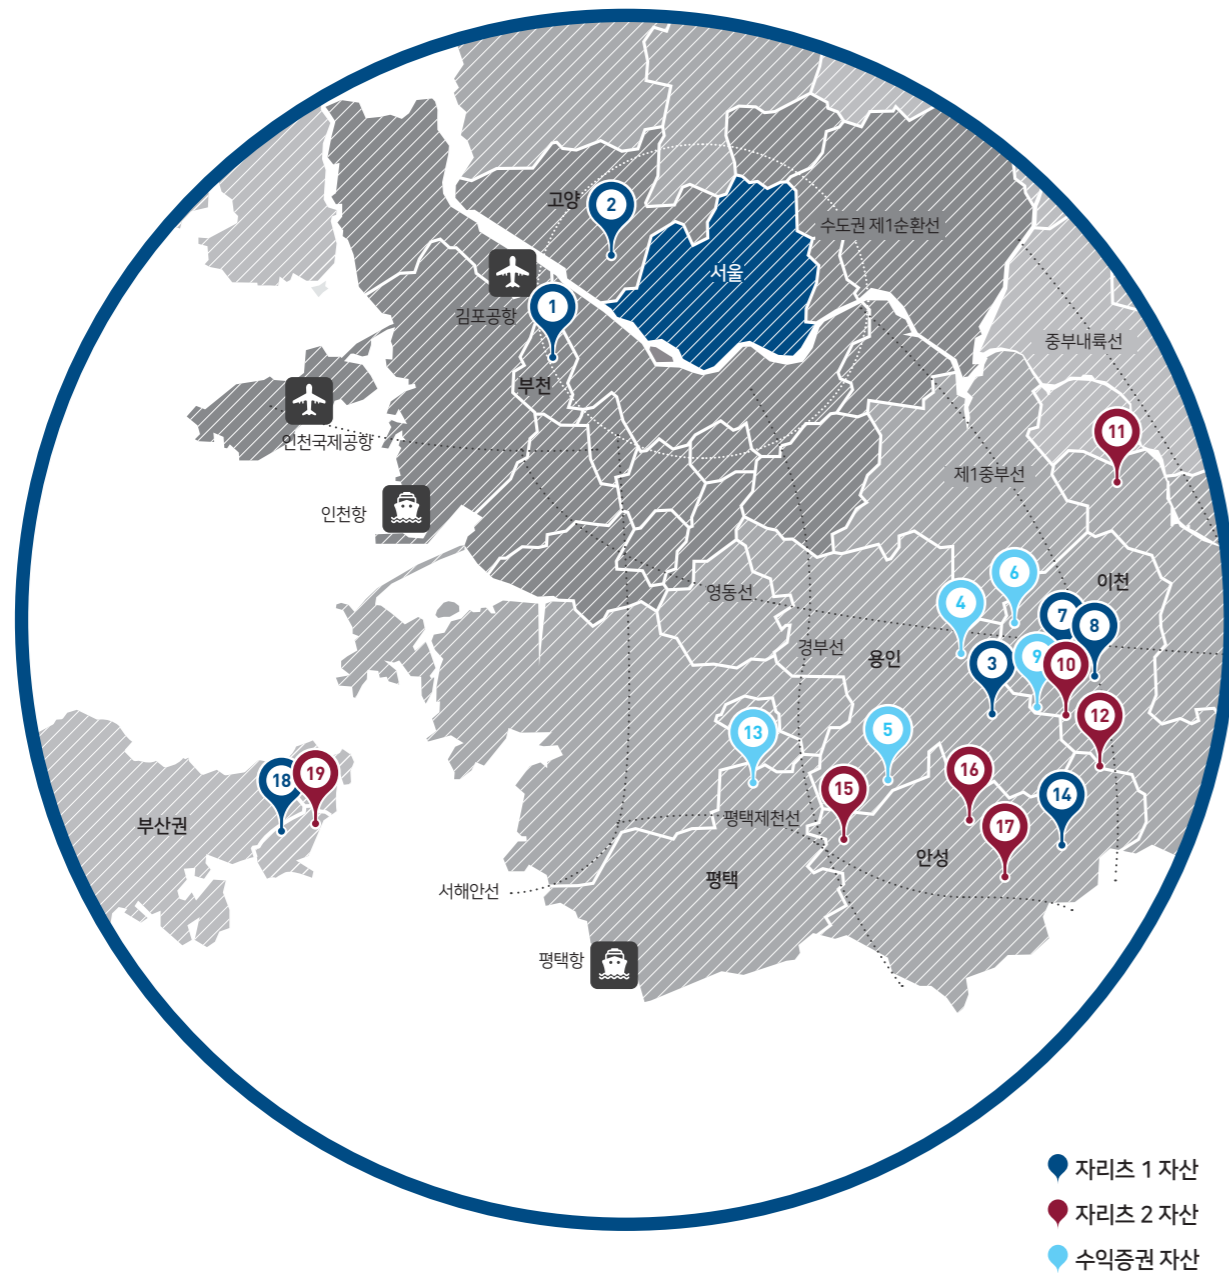 고양
2
수도권 제1순환선
서울
김포공항
1
중부내륙선
부천
인천국제공항
11
제1중부선
인천항
6
이천
영동선
4
7
8
경부선
용인
3
9
10
13
5
12
18
19
15
16
14
부산권
평택제천선
17
안성
서해안선
평택
평택항
자리츠 1 자산
자리츠 2 자산
수익증권 자산